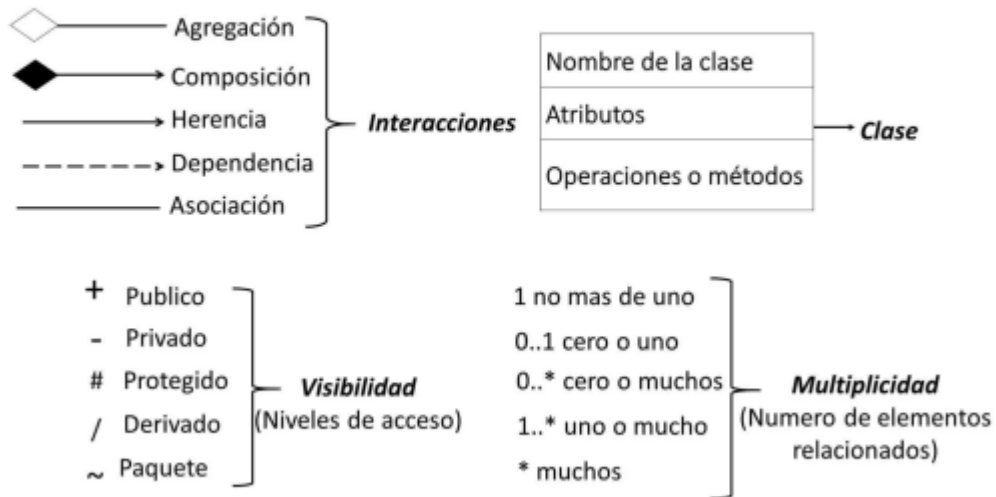 Agregación
Composición
Herencia
Dependencia
Asociación
Interacciones
Nombre de la clase
Atributos
Operaciones o métodos
Clase
+ Publico
- Privado
# Protegido
/ Derivado
~ Paquete
Visibilidad
(Niveles de acceso)
1 no mas de uno
0..1 cero o uno
0..* cero o muchos
1..* uno o mucho
* muchos
Multiplicidad
(Numero de elementos
relacionados)